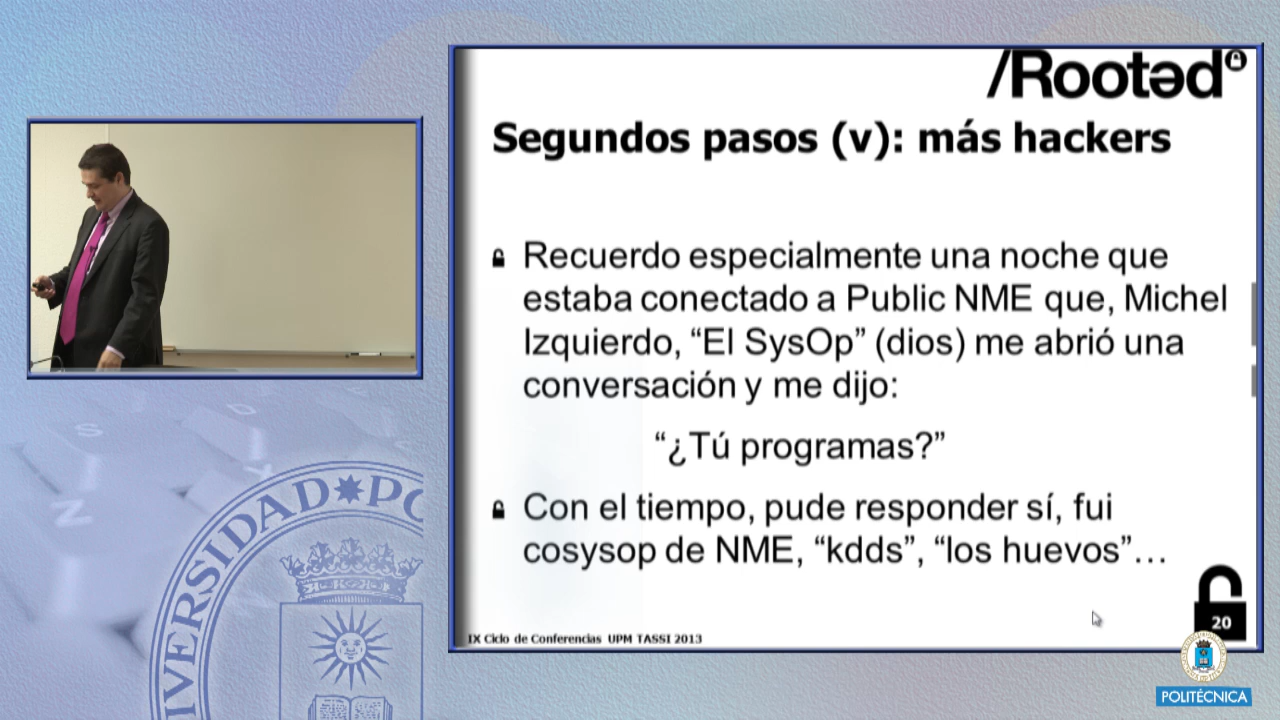 /Rootəd
Segundos pasos (v): más hackers
Recuerdo especialmente una noche que
estaba conectado a Public NME que, Michel
Izquierdo, “El SysOp” (dios) me abrió una
conversación y me dijo:
“¿Tú programas?”
Con el tiempo, pude responder sí, fui
cosysop de NME, “kdds”, “los huevos”…
IX Ciclo de Conferencias UPM TASSI 2013
20
VERSIDAD PO
POLITÉCNICA